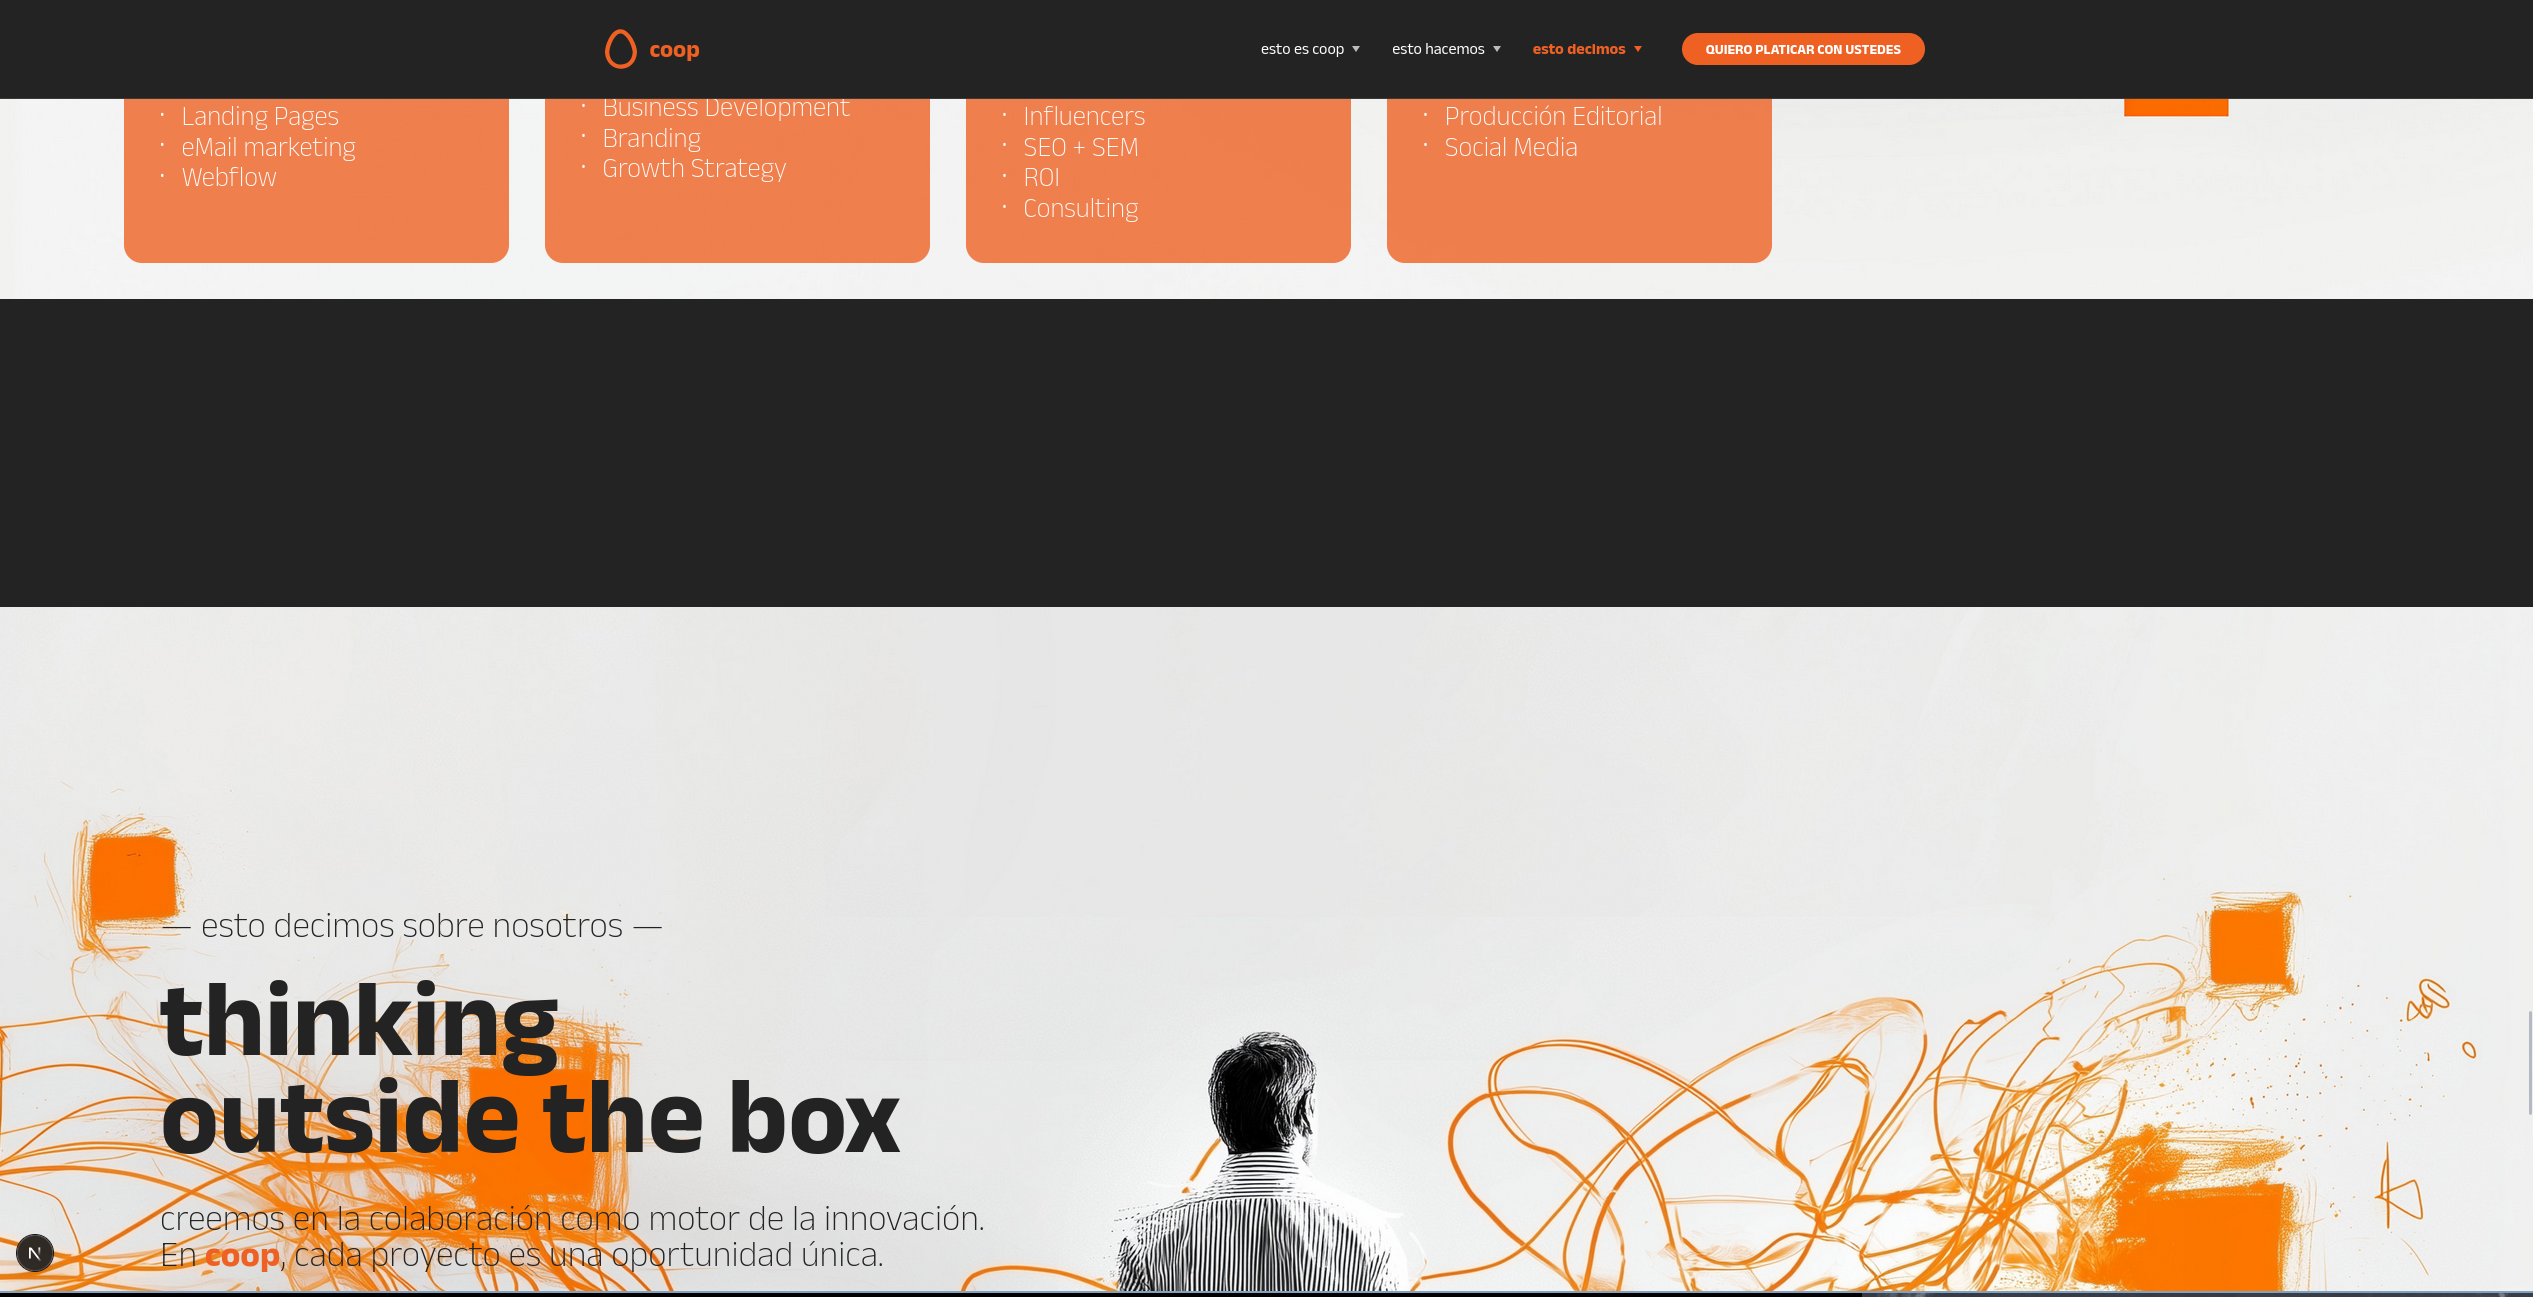 coop
esto es coop
esto hacemos
esto decimos
QUIERO PLATICAR CON USTEDES
· Landing Pages
· eMail marketing
· Webflow
· Business Development
· Branding
· Growth Strategy
· Influencers
· SEO + SEM
· ROI
· Consulting
· Producción Editorial
· Social Media
— esto decimos sobre nosotros —
thinking
outside the box
creemos en la colaboración como motor de la innovación.
En coop, cada proyecto es una oportunidad única.
N